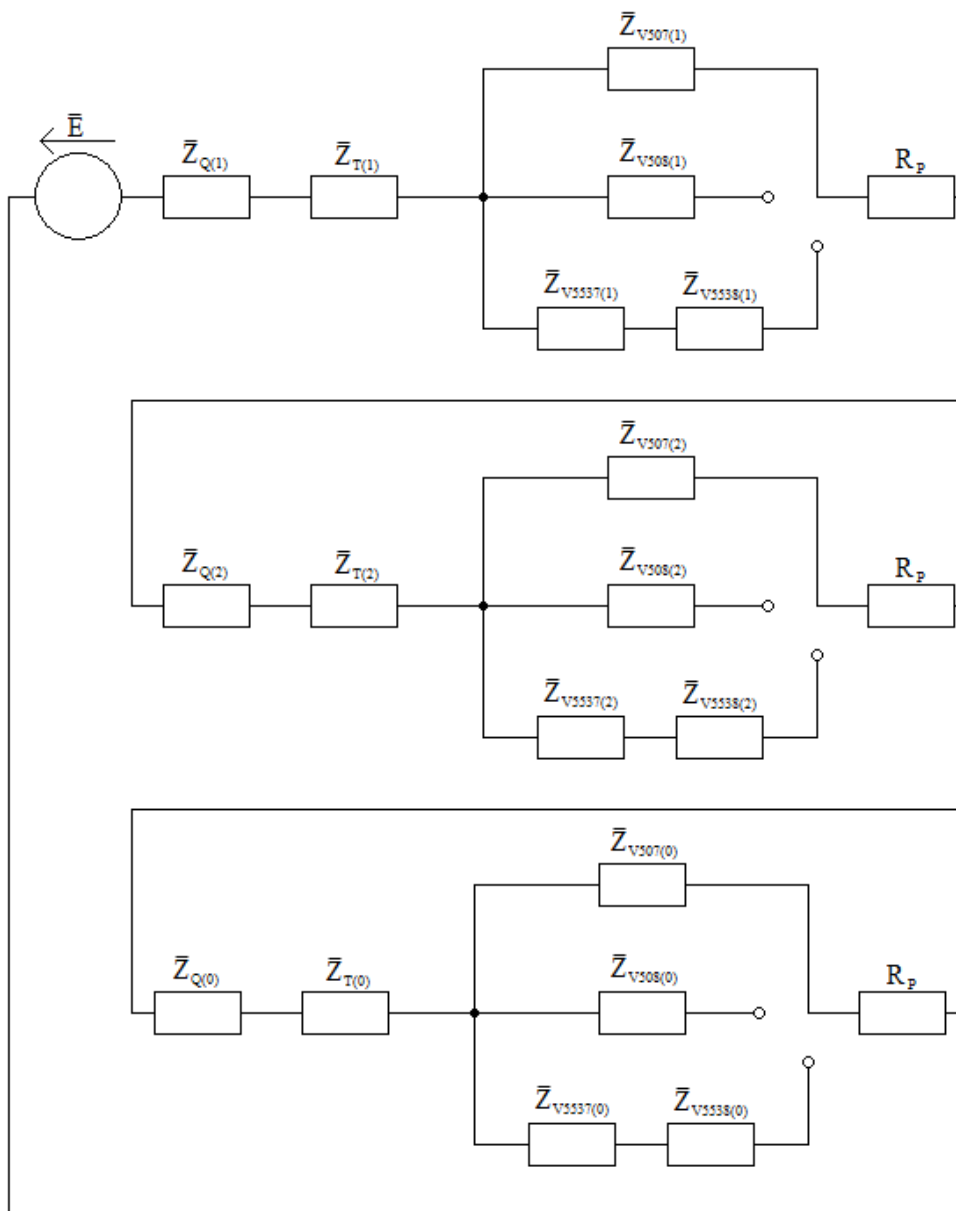 Z̅V507(1)
E̅
Z̅Q(1)
Z̅T(1)
Z̅V508(1)
RP
Z̅V5537(1)
Z̅V5538(1)
Z̅V507(2)
Z̅Q(2)
Z̅T(2)
Z̅V508(2)
RP
Z̅V5537(2)
Z̅V5538(2)
Z̅V507(0)
Z̅Q(0)
Z̅T(0)
Z̅V508(0)
RP
Z̅V5537(0)
Z̅V5538(0)